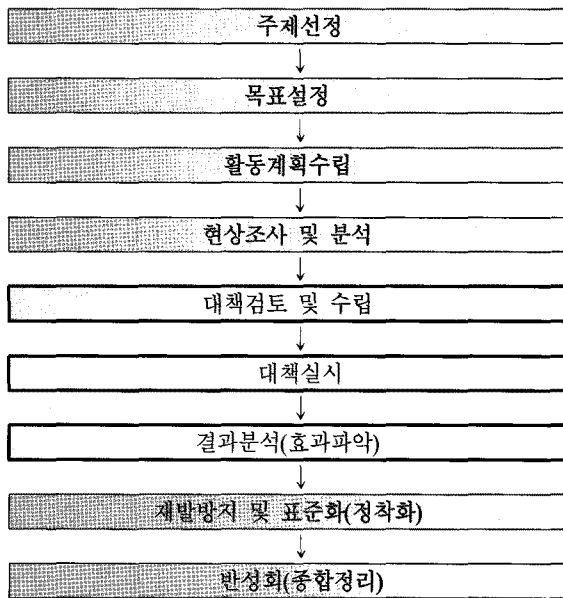 주제선정
목표설정
활동계획수립
현상조사 및 분석
대책검토 및 수립
대책실시
결과분석(효과파악)
재발방지 및 표준화(정착화)
반성회(종합정리)